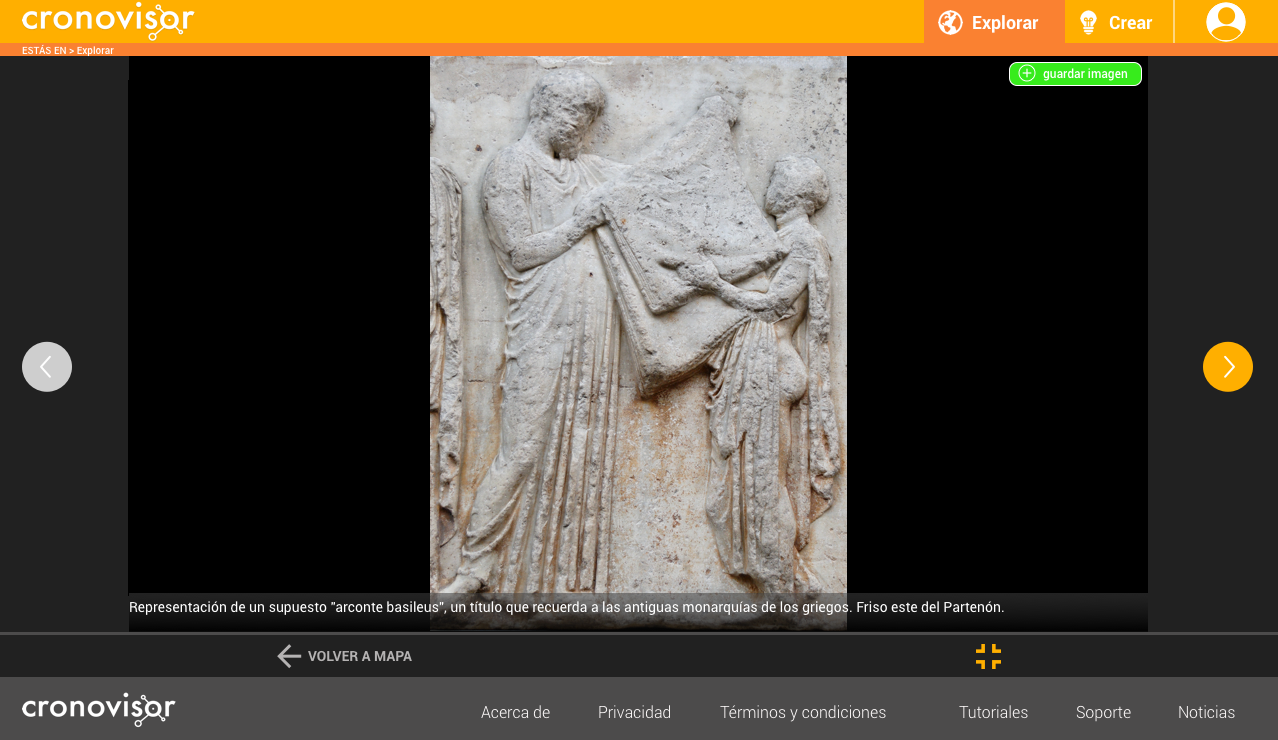 cronovisor
Explorar
Crear
ESTÁS EN > Explorar
guardar imagen
Representación de un supuesto "arconte basileus", un título que recuerda a las antiguas monarquías de los griegos. Friso este del Partenón.
VOLVER A MAPA
cronovisor
Acerca de
Privacidad
Términos y condiciones
Tutoriales
Soporte
Noticias